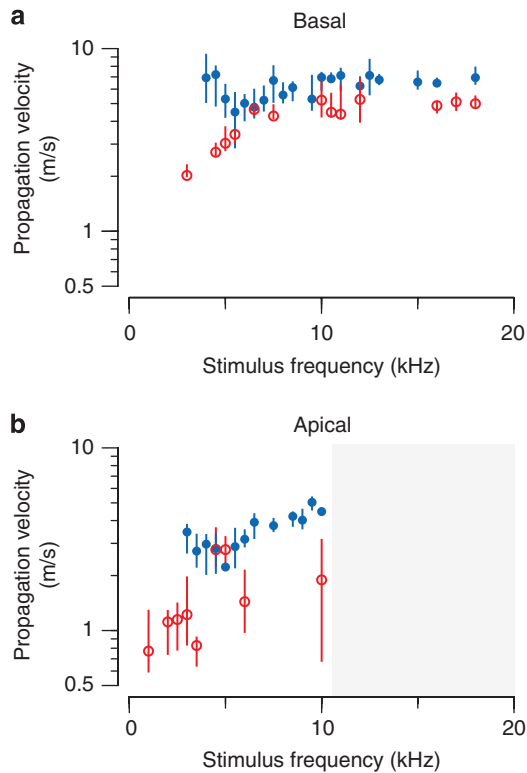 a
Basal
10
1
0.5
Propagation velocity
(m/s)
0
10
20
Stimulus frequency (kHz)
b
Apical
10
1
0.5
Propagation velocity
(m/s)
0
10
20
Stimulus frequency (kHz)